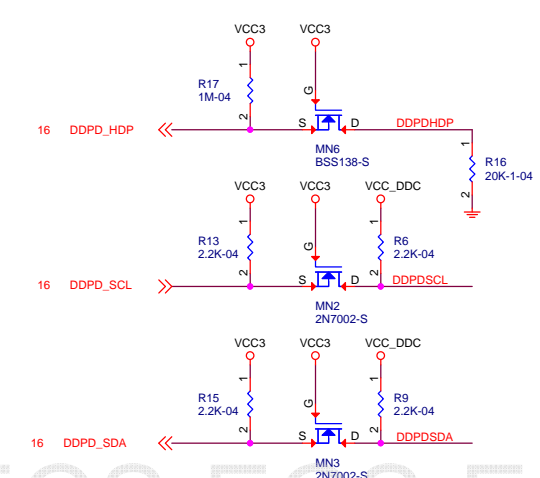 VCC3 VCC3
1
R17
1M-04
2
G
16 DDPD_HDP S D DDPDHDP
MN6
BSS138-S
1
R16
20K-1-04
2
VCC3 VCC3 VCC_DDC
1 1
R13
2.2K-04
2
G
R6
2.2K-04
2
16 DDPD_SCL S D DDPDSCL
MN2
2N7002-S
VCC3 VCC3 VCC_DDC
1 1
R15
2.2K-04
2
G
R9
2.2K-04
2
16 DDPD_SDA S D DDPDSDA
MN3
2N7002-S